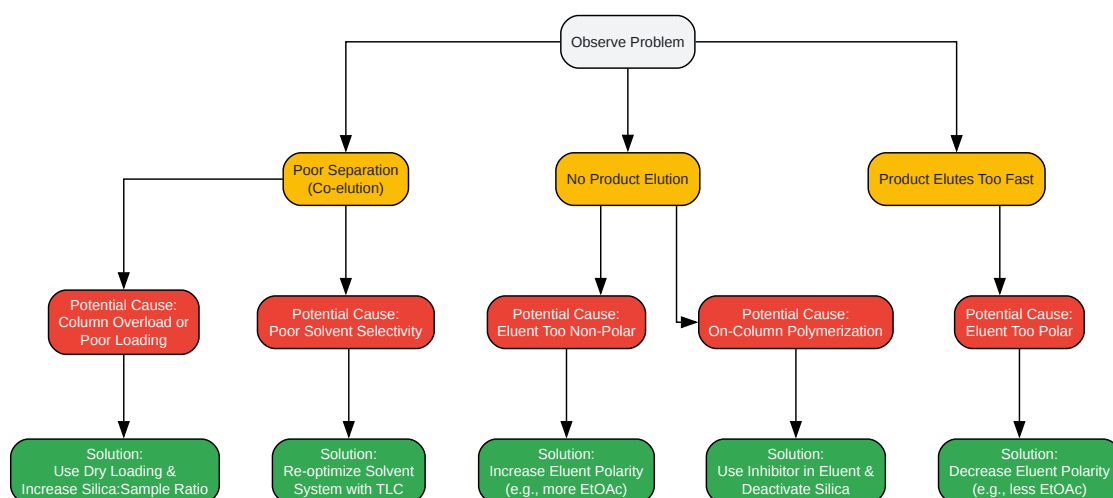 Observe Problem
Poor Separation
(Co-elution)
No Product Elution
Product Elutes Too Fast
Potential Cause:
Column Overload or
Poor Loading
Potential Cause:
Poor Solvent Selectivity
Potential Cause:
Eluent Too Non-Polar
Potential Cause:
On-Column Polymerization
Potential Cause:
Eluent Too Polar
Solution:
Use Dry Loading &
Increase Silica:Sample Ratio
Solution:
Re-optimize Solvent
System with TLC
Solution:
Increase Eluent Polarity
(e.g., more EtOAc)
Solution:
Use Inhibitor in Eluent &
Deactivate Silica
Solution:
Decrease Eluent Polarity
(e.g., less EtOAc)